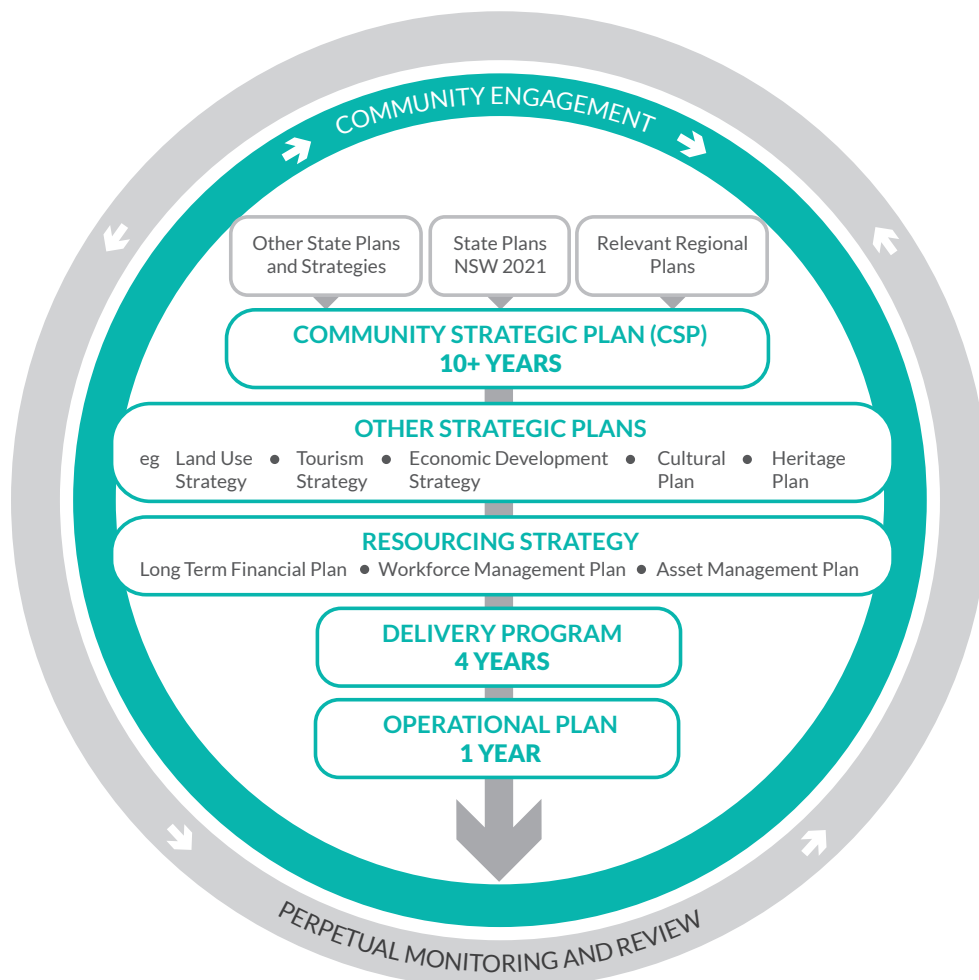 COMMUNITY ENGAGEMENT
Other State Plans
and Strategies
State Plans
NSW 2021
Relevant Regional
Plans
COMMUNITY STRATEGIC PLAN (CSP)
10+ YEARS
OTHER STRATEGIC PLANS
eg Land Use
Strategy
• Tourism
Strategy
• Economic Development
Strategy
• Cultural
Plan
• Heritage
Plan
RESOURCING STRATEGY
Long Term Financial Plan • Workforce Management Plan • Asset Management Plan
DELIVERY PROGRAM
4 YEARS
OPERATIONAL PLAN
1 YEAR
PERPETUAL MONITORING AND REVIEW